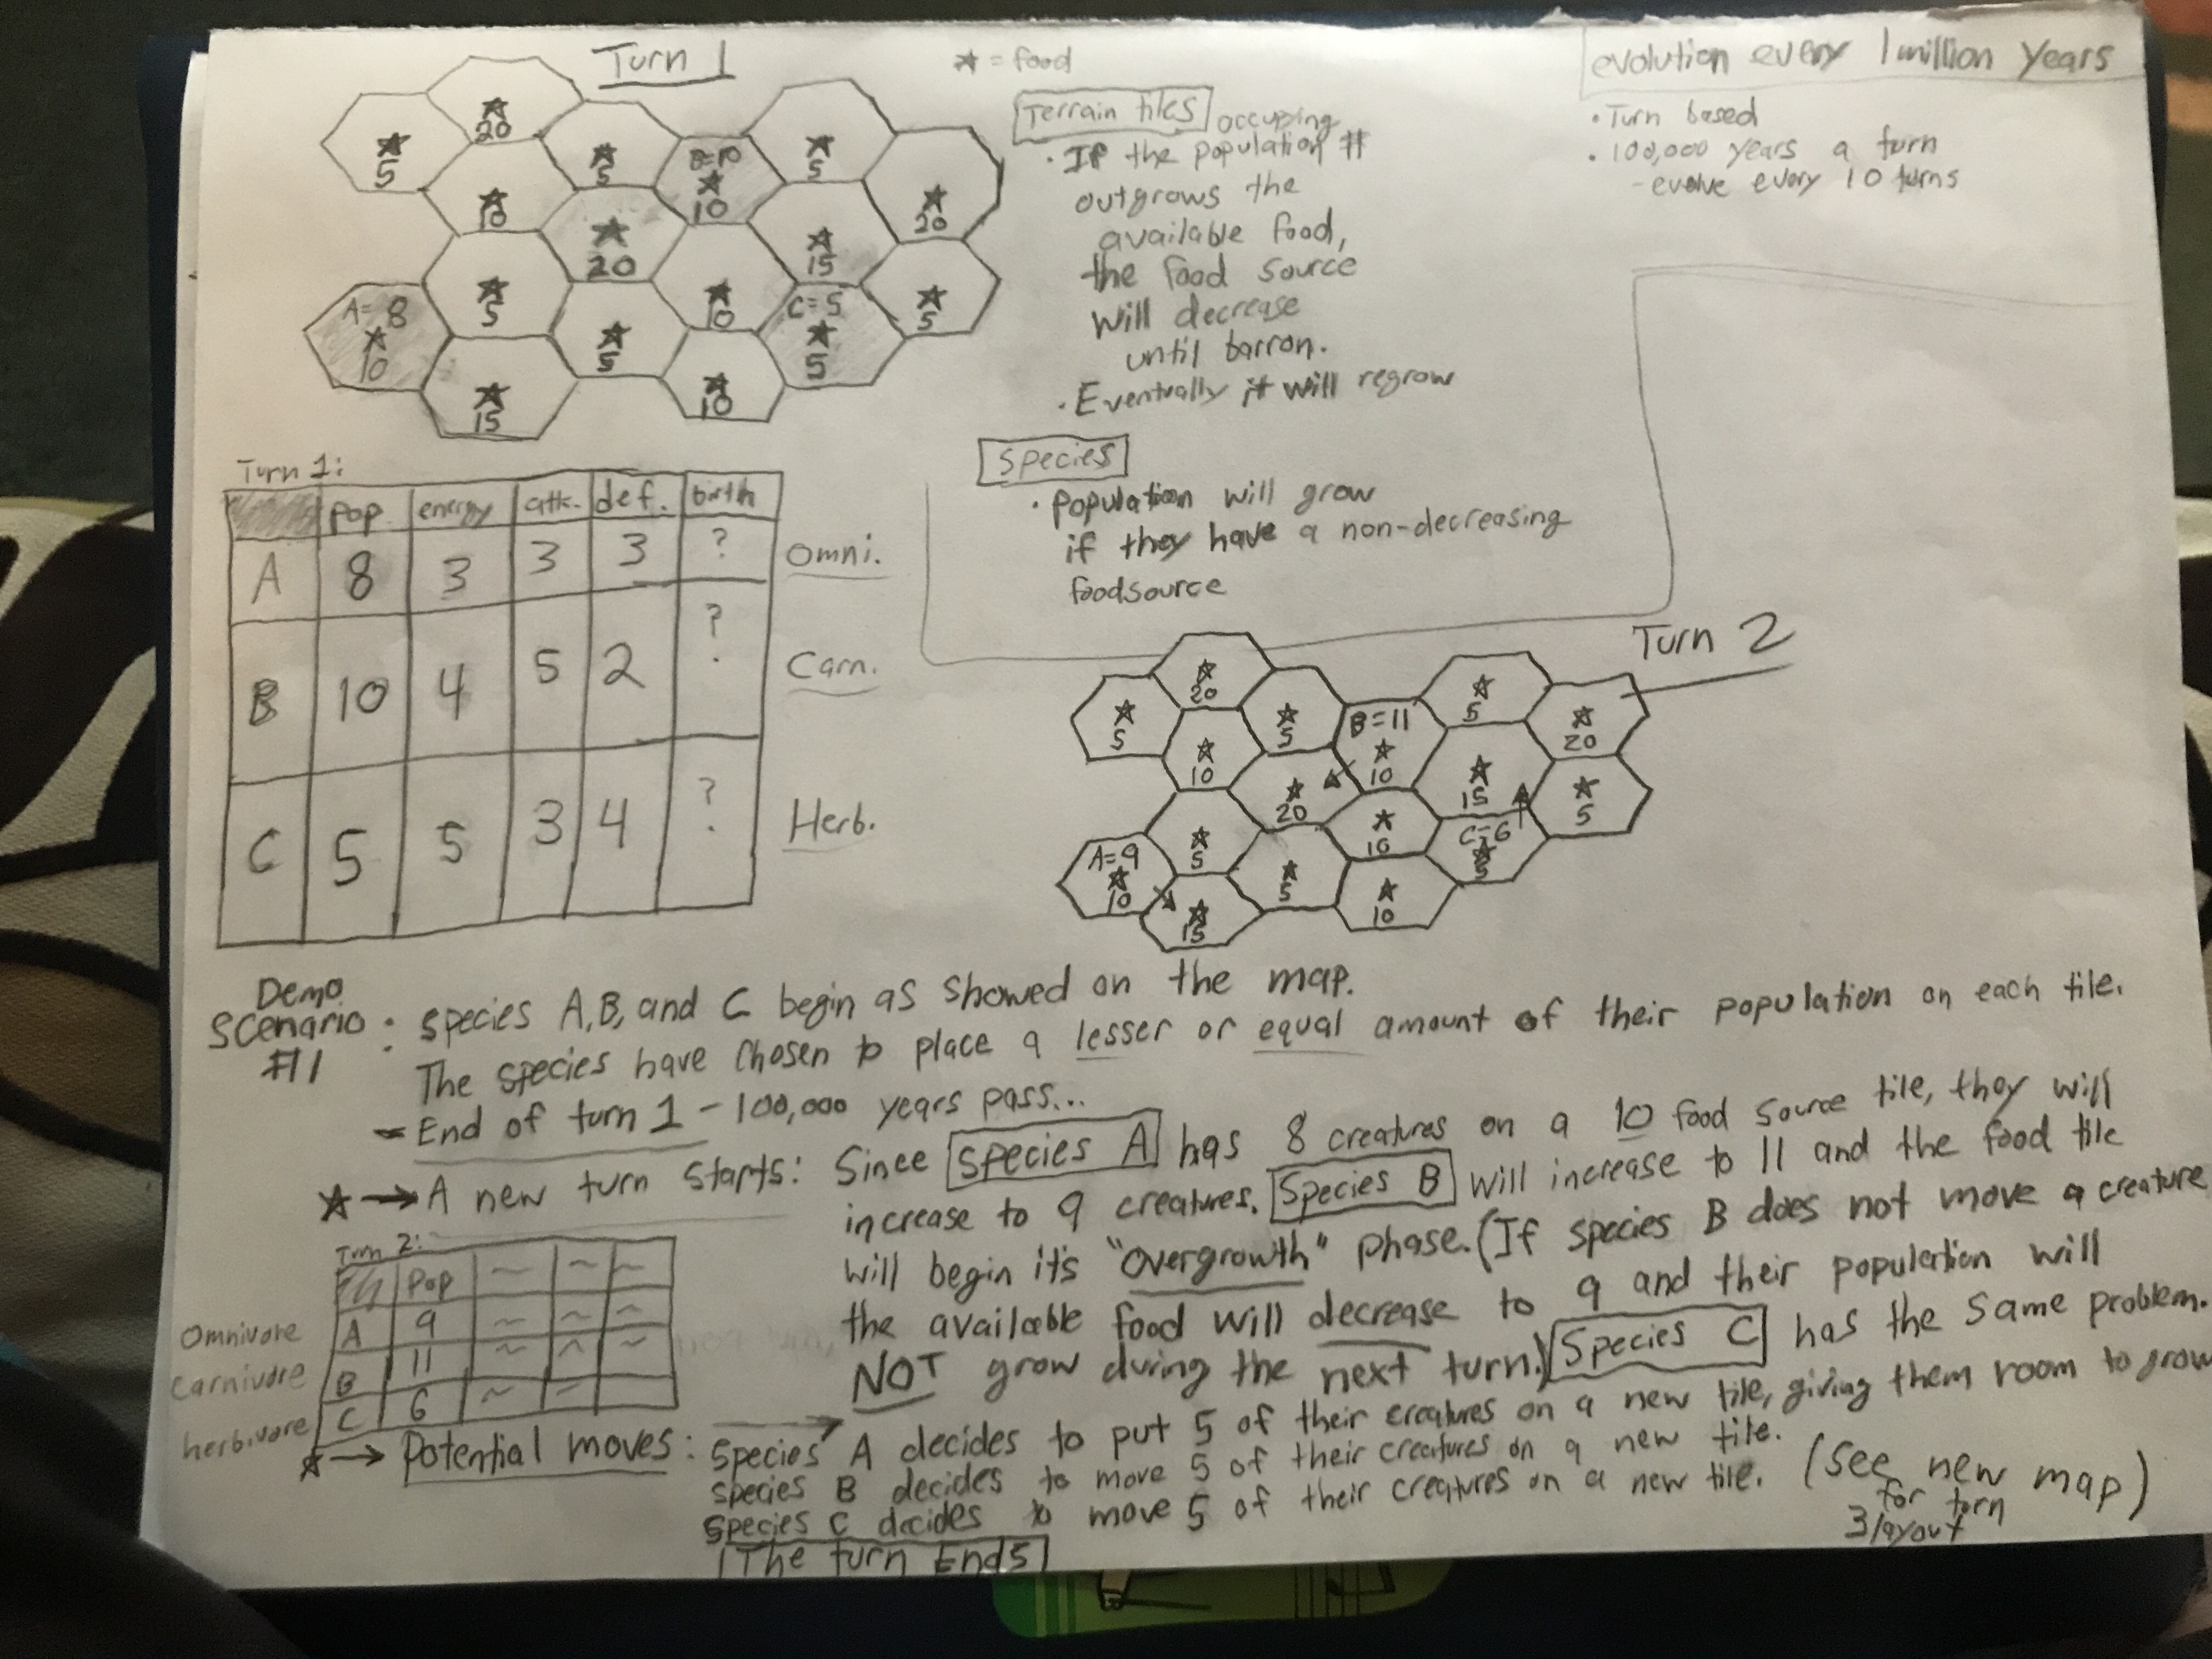 Turn 1
★ = food
20
5
5
B=10
10
5
10
20
20
15
5
10
C=5
5
5
A=8
10
5
15
10
Terrain tiles
occupying
· If the population #
outgrows the
available food,
the food source
will decrease
until barron.
· Eventually it will regrow
evolution every 1 million years
· Turn based
· 100,000 years a turn
- evolve every 10 turns
Species
· Population will grow
if they have a non-decreasing
foodsource
Turn 1:
pop. energy attk. def. birth
A 8 3 3 3 ? Omni.
B 10 4 5 2 ? Carn.
C 5 5 3 4 ? Herb.
Turn 2
20
5
5
B=11
10
5
20
10
20
15
5
5
10
C=6
5
A=9
10
5
15
10
Demo
Scenario
#1
: Species A, B, and C begin as showed on the map.
The species have chosen to place a lesser or equal amount of their population on each tile.
- End of turn 1 - 100,000 years pass...
★ → A new turn starts: Since Species A has 8 creatures on a 10 food source tile, they will
increase to 9 creatures. Species B will increase to 11 and the food tile
will begin it's "overgrowth" phase. (If species B does not move a creature
the available food will decrease to 9 and their population will
NOT grow during the next turn.) Species C has the same problem.
Turn 2:
Pop ~ ~ ~
Omnivore A 9 ~ ~ ~
Carnivore B 11 ~ ~ ~
herbivore C 6 ~ ~
★ → Potential moves: Species A decides to put 5 of their creatures on a new tile, giving them room to grow
Species B decides to move 5 of their creatures on a new tile.
Species C decides to move 5 of their creatures on a new tile. (See new map)
for turn
3 layout
The turn Ends